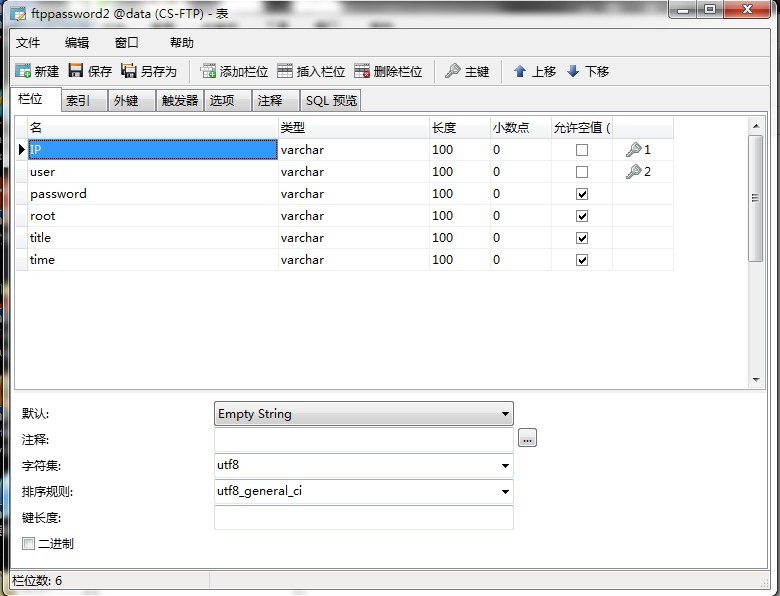 ftppassword2 @data (CS-FTP) - 表
文件 编辑 窗口 帮助
新建 保存 另存为 添加栏位 插入栏位 删除栏位 主键 上移 下移
栏位 索引 外键 触发器 选项 注释 SQL 预览
名 类型 长度 小数点 允许空值 (
IP varchar 100 0 1
user varchar 100 0 2
password varchar 100 0
root varchar 100 0
title varchar 100 0
time varchar 100 0
默认: Empty String
注释: ...
字符集: utf8
排序规则: utf8_general_ci
键长度:
二进制
栏位数: 6